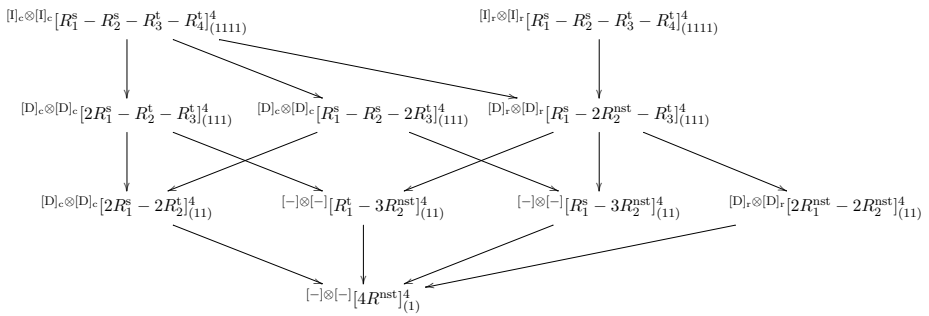 [I]c⊗[I]c[R₁ˢ − R₂ˢ − R₃ᵗ − R₄ᵗ]⁴(1111) [I]r⊗[I]r[R₁ˢ − R₂ˢ − R₃ᵗ − R₄ᵗ]⁴(1111)
[D]c⊗[D]c[2R₁ˢ − R₂ᵗ − R₃ᵗ]⁴(111) [D]c⊗[D]c[R₁ˢ − R₂ˢ − 2R₃ᵗ]⁴(111) [D]r⊗[D]r[R₁ˢ − 2R₂ⁿˢᵗ − R₃ᵗ]⁴(111)
[D]c⊗[D]c[2R₁ˢ − 2R₂ᵗ]⁴(11) [−]⊗[−][R₁ᵗ − 3R₂ⁿˢᵗ]⁴(11) [−]⊗[−][R₁ˢ − 3R₂ⁿˢᵗ]⁴(11) [D]r⊗[D]r[2R₁ⁿˢᵗ − 2R₂ⁿˢᵗ]⁴(11)
[−]⊗[−][4Rⁿˢᵗ]⁴(1)